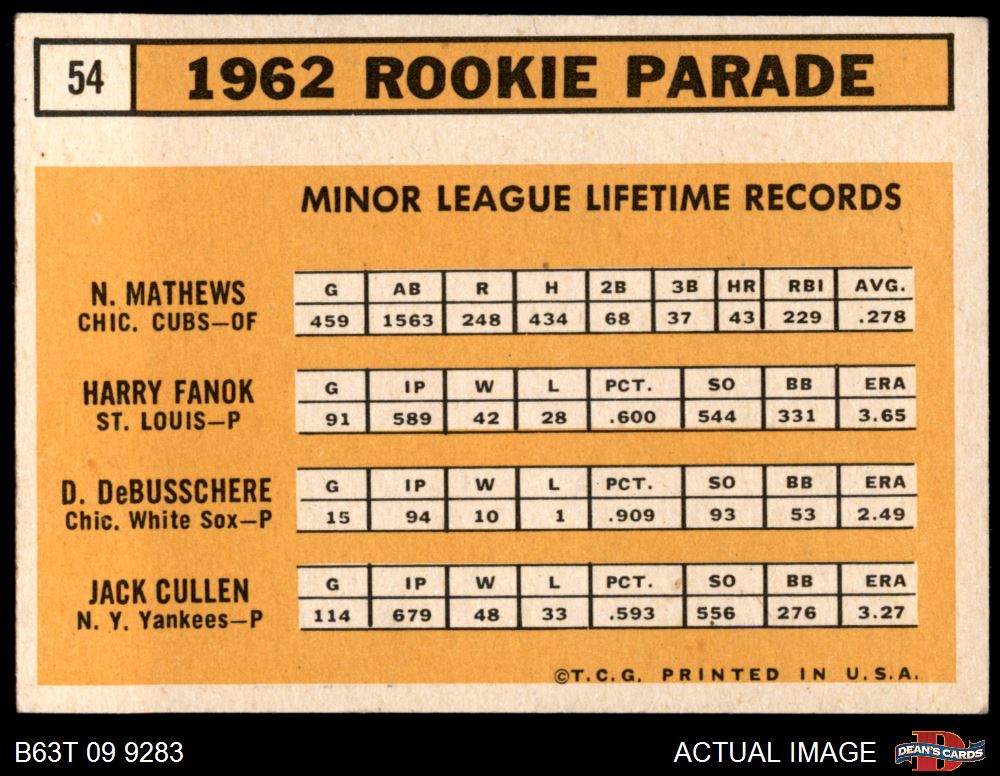 54 1962 ROOKIE PARADE
MINOR LEAGUE LIFETIME RECORDS
N. MATHEWS
CHIC. CUBS—OF
G AB R H 2B 3B HR RBI AVG.
459 1563 248 434 68 37 43 229 .278
HARRY FANOK
ST. LOUIS—P
G IP W L PCT. SO BB ERA
91 589 42 28 .600 544 331 3.65
D. DeBUSSCHERE
Chic. White Sox—P
G IP W L PCT. SO BB ERA
15 94 10 1 .909 93 53 2.49
JACK CULLEN
N. Y. Yankees—P
G IP W L PCT. SO BB ERA
114 679 48 33 .593 556 276 3.27
©T.C.G. PRINTED IN U.S.A.
B63T 09 9283 ACTUAL IMAGE DEAN'S CARDS